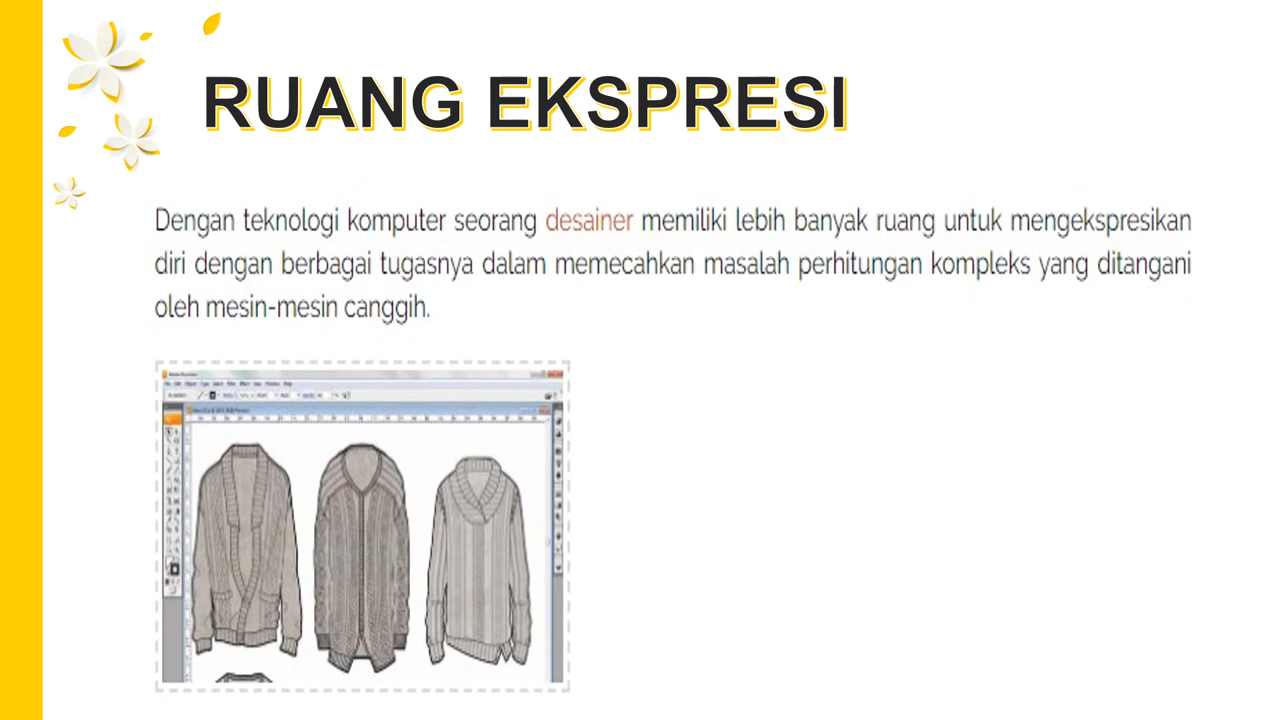 RUANG EKSPRESI
Dengan teknologi komputer seorang desainer memiliki lebih banyak ruang untuk mengekspresikan
diri dengan berbagai tugasnya dalam memecahkan masalah perhitungan kompleks yang ditangani
oleh mesin-mesin canggih.